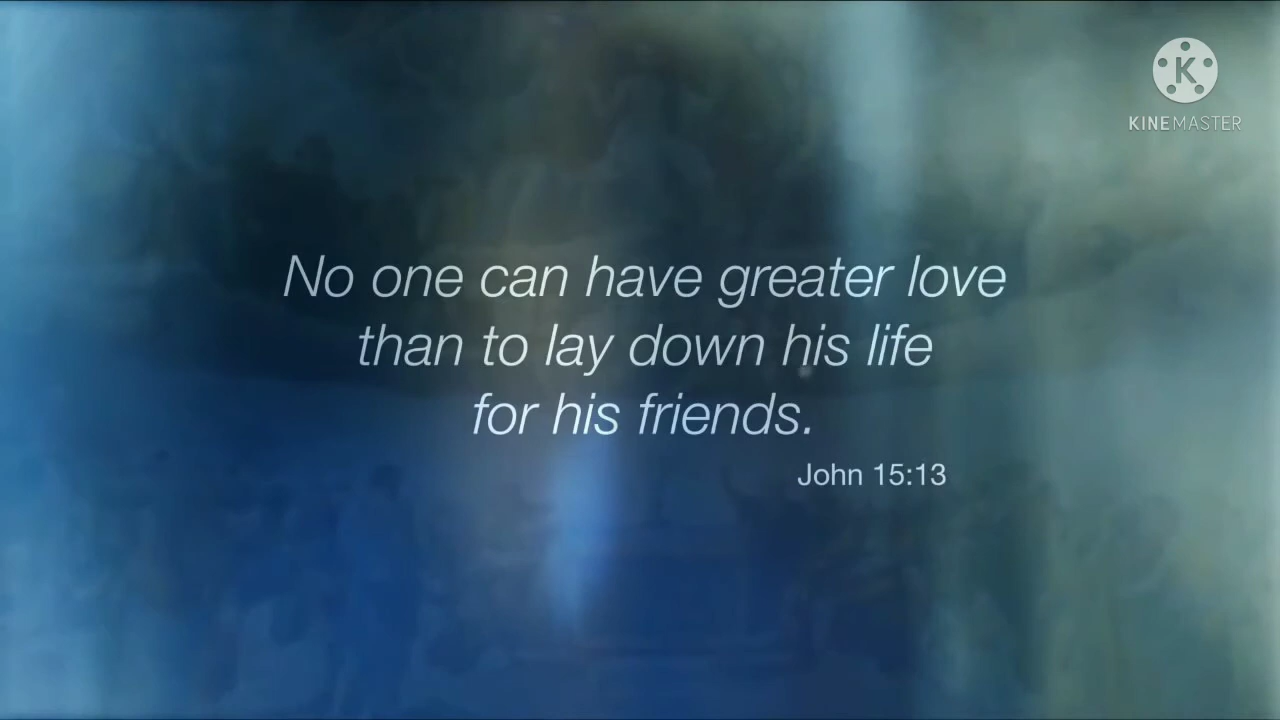 KINEMASTER
No one can have greater love
than to lay down his life
for his friends.
John 15:13